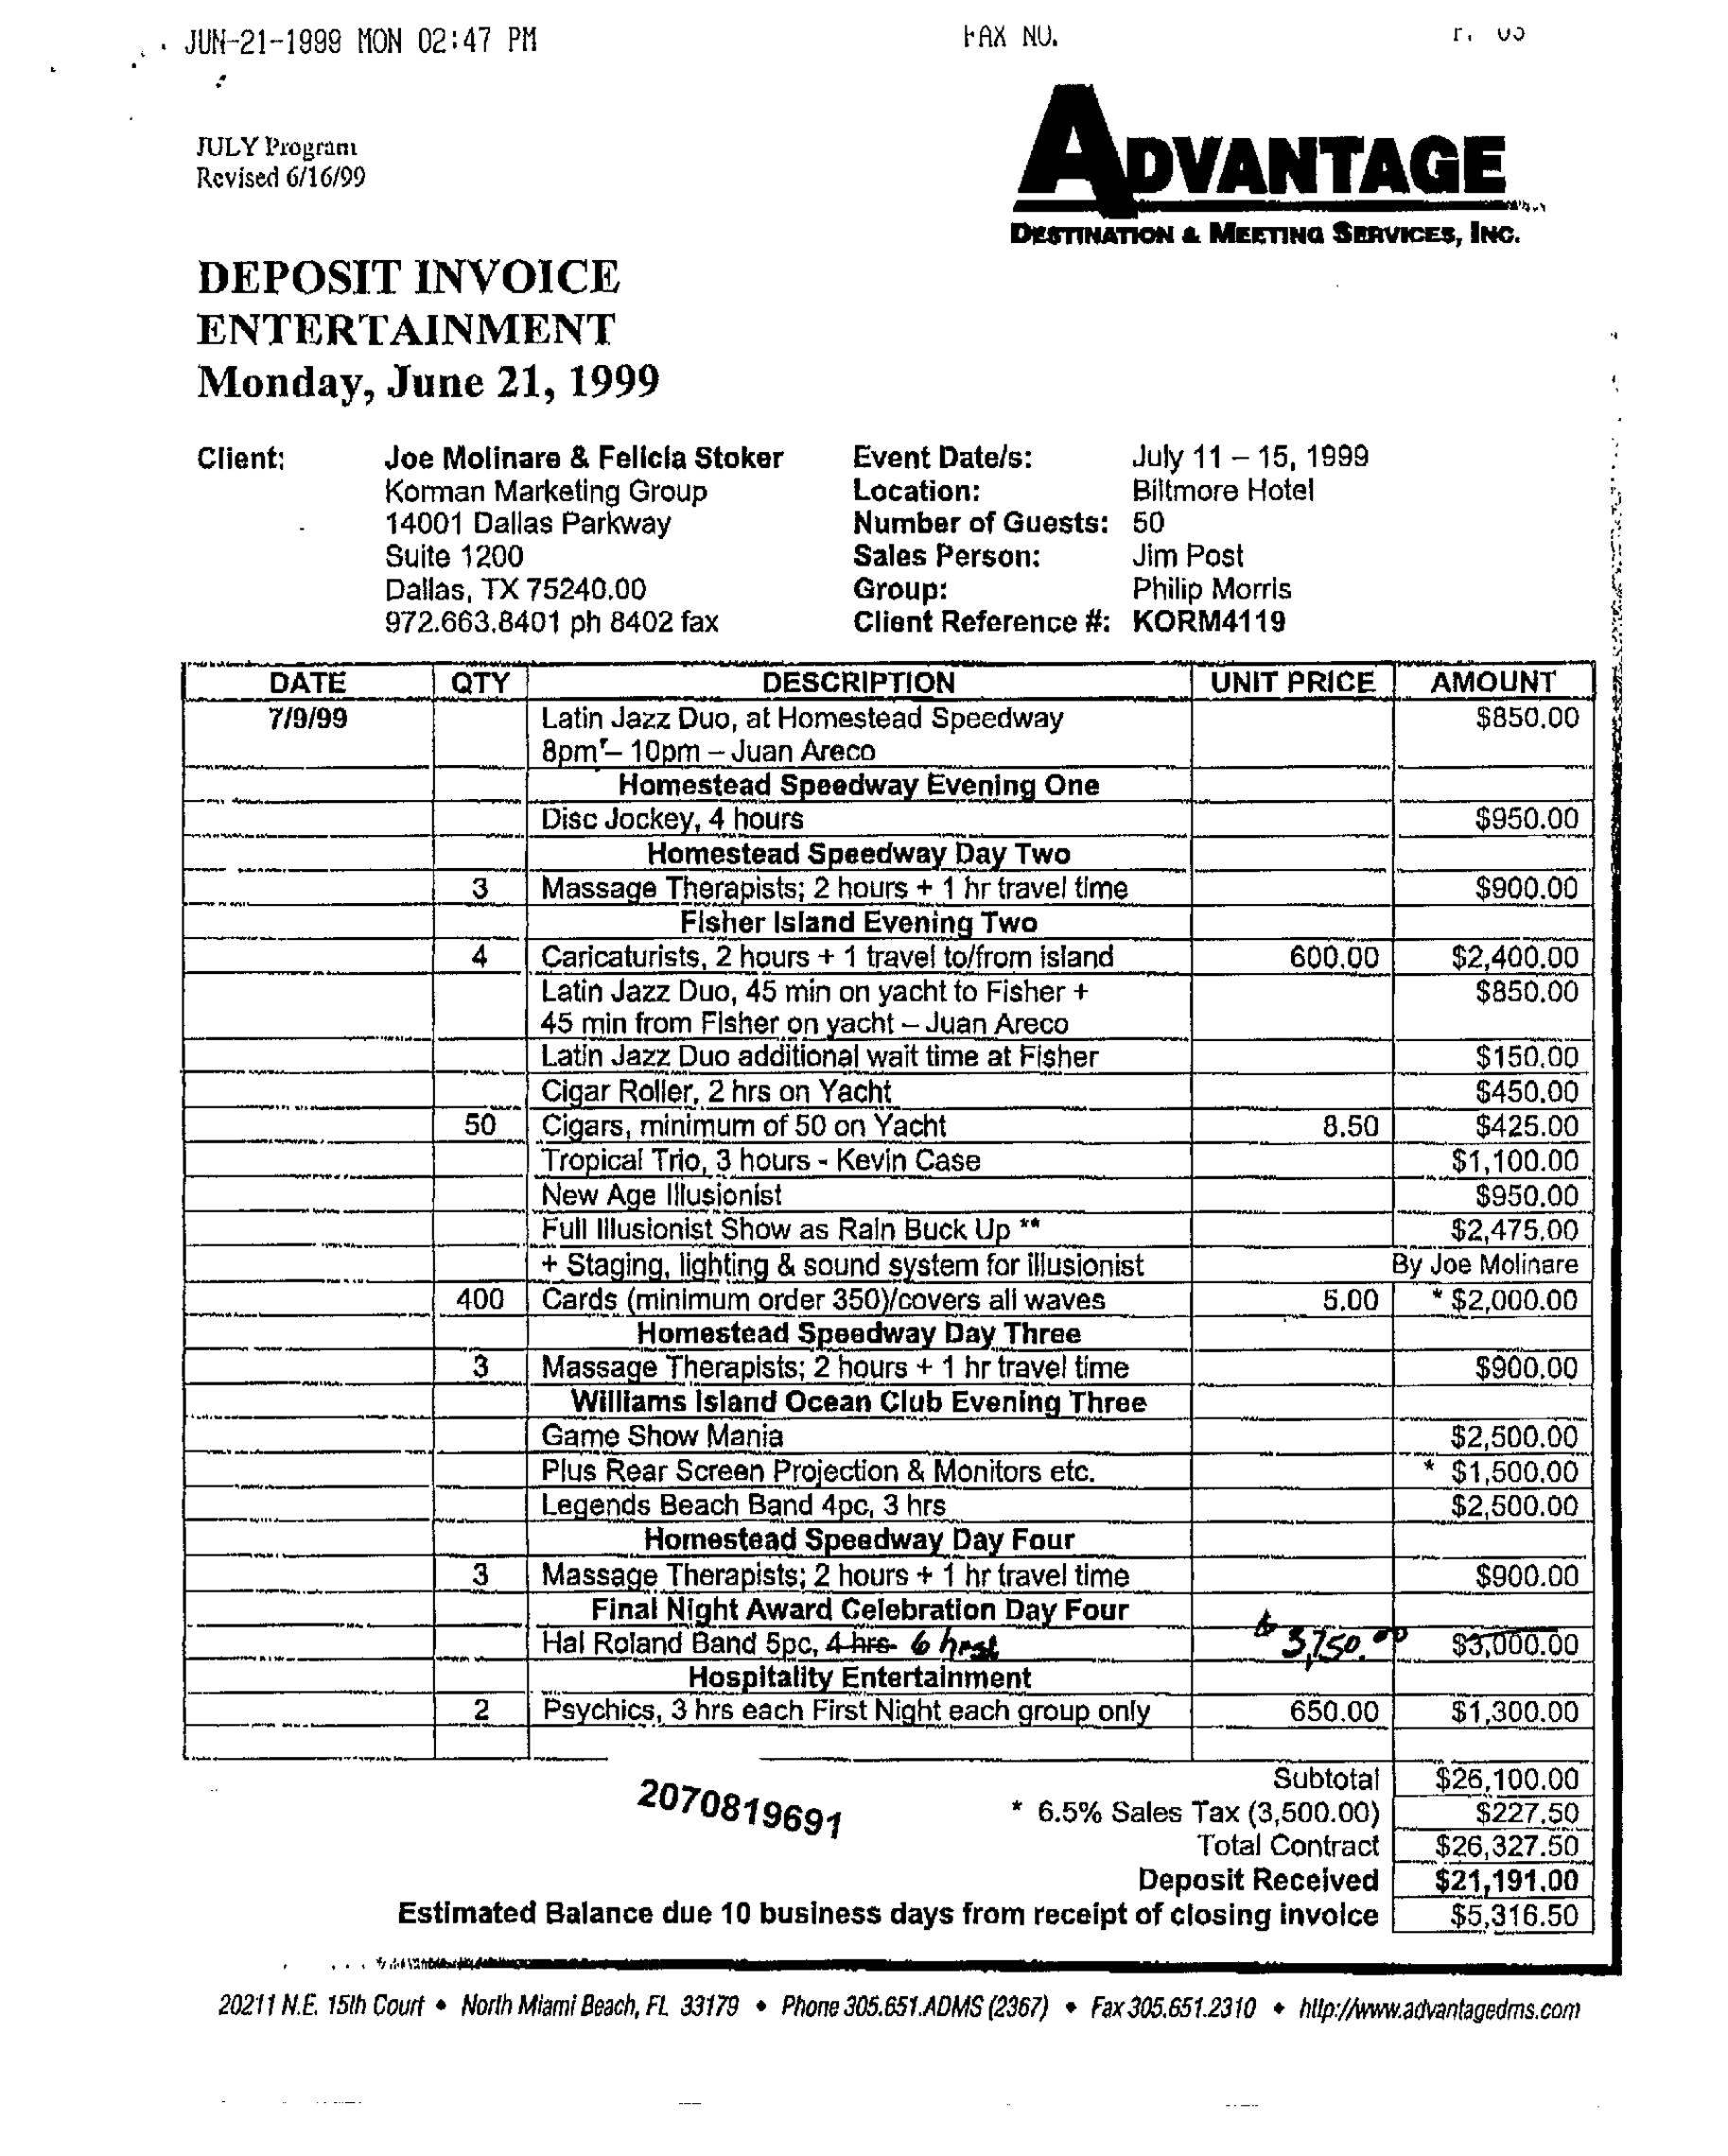 JUN-21-1999 MON 02:47 PM FAX NO.
JULY Program
Revised 6/16/99
ADVANTAGE
DESTINATION & MEETING SERVICES, INC.
DEPOSIT INVOICE
ENTERTAINMENT
Monday, June 21, 1999
Client: Joe Molinare & Felicia Stoker Event Date/s: July 11 – 15, 1999
Korman Marketing Group Location: Biltmore Hotel
14001 Dallas Parkway Number of Guests: 50
Suite 1200 Sales Person: Jim Post
Dallas, TX 75240.00 Group: Philip Morris
972.663.8401 ph 8402 fax Client Reference #: KORM4119
DATE QTY DESCRIPTION UNIT PRICE AMOUNT
7/9/99 Latin Jazz Duo, at Homestead Speedway $850.00
8pm – 10pm – Juan Areco
Homestead Speedway Evening One
Disc Jockey, 4 hours $950.00
Homestead Speedway Day Two
3 Massage Therapists; 2 hours + 1 hr travel time $900.00
Fisher Island Evening Two
4 Caricaturists, 2 hours + 1 travel to/from island 600.00 $2,400.00
Latin Jazz Duo, 45 min on yacht to Fisher + $850.00
45 min from Fisher on yacht – Juan Areco
Latin Jazz Duo additional wait time at Fisher $150.00
Cigar Roller, 2 hrs on Yacht $450.00
50 Cigars, minimum of 50 on Yacht 8.50 $425.00
Tropical Trio, 3 hours - Kevin Case $1,100.00
New Age Illusionist $950.00
Full Illusionist Show as Rain Buck Up ** $2,475.00
+ Staging, lighting & sound system for illusionist By Joe Molinare
400 Cards (minimum order 350)/covers all waves 5.00 * $2,000.00
Homestead Speedway Day Three
3 Massage Therapists; 2 hours + 1 hr travel time $900.00
Williams Island Ocean Club Evening Three
Game Show Mania $2,500.00
Plus Rear Screen Projection & Monitors etc. * $1,500.00
Legends Beach Band 4pc, 3 hrs $2,500.00
Homestead Speedway Day Four
3 Massage Therapists; 2 hours + 1 hr travel time $900.00
Final Night Award Celebration Day Four
Hal Roland Band 5pc, 4 hrs 6 3,750.00 $3,000.00
Hospitality Entertainment
2 Psychics, 3 hrs each First Night each group only 650.00 $1,300.00
Subtotal $26,100.00
2070819691
* 6.5% Sales Tax (3,500.00) $227.50
Total Contract $26,327.50
Deposit Received $21,191.00
Estimated Balance due 10 business days from receipt of closing invoice $5,316.50
20211 N.E. 15th Court • North Miami Beach, FL 33179 • Phone 305.651.ADMS (2367) • Fax 305.651.2310 • http://www.advantagedms.com